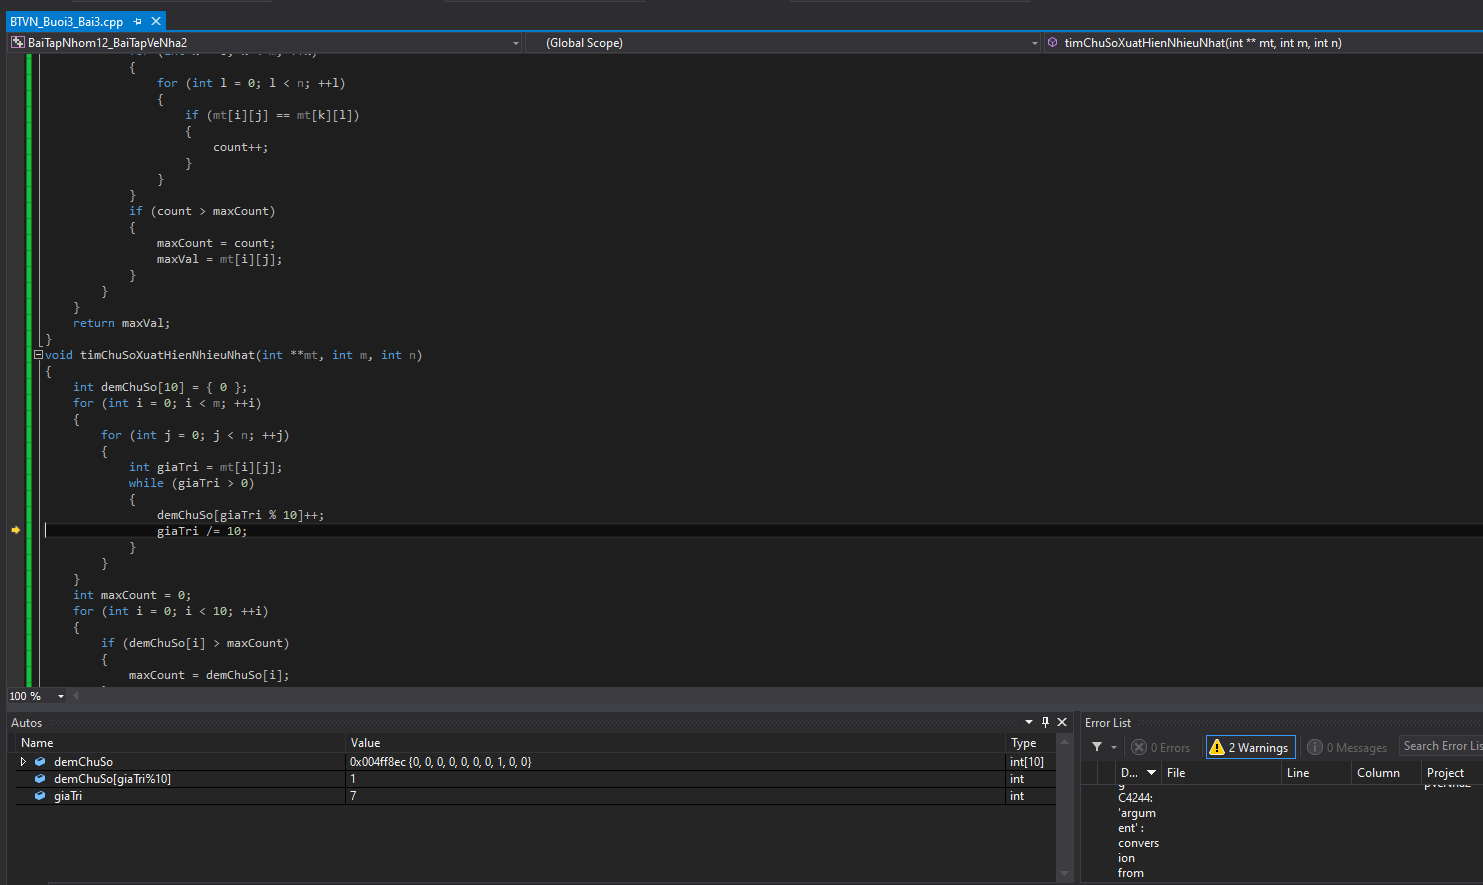 BTVN_Buoi3_Bai3.cpp
BaiTapNhom12_BaiTapVeNha2 (Global Scope) timChuSoXuatHienNhieuNhat(int ** mt, int m, int n)
{
for (int l = 0; l < n; ++l)
{
if (mt[i][j] == mt[k][l])
{
count++;
}
}
}
if (count > maxCount)
{
maxCount = count;
maxVal = mt[i][j];
}
}
}
return maxVal;
}
void timChuSoXuatHienNhieuNhat(int **mt, int m, int n)
{
int demChuSo[10] = { 0 };
for (int i = 0; i < m; ++i)
{
for (int j = 0; j < n; ++j)
{
int giaTri = mt[i][j];
while (giaTri > 0)
{
demChuSo[giaTri % 10]++;
giaTri /= 10;
}
}
}
int maxCount = 0;
for (int i = 0; i < 10; ++i)
{
if (demChuSo[i] > maxCount)
{
maxCount = demChuSo[i];
100 %
Autos
Name Value Type
demChuSo 0x004ff8ec {0, 0, 0, 0, 0, 0, 0, 1, 0, 0} int[10]
demChuSo[giaTri%10] 1 int
giaTri 7 int
Error List
0 Errors 2 Warnings 0 Messages Search Error Lis
D... File Line Column Project
C4244:
'argum
ent' :
convers
ion
from